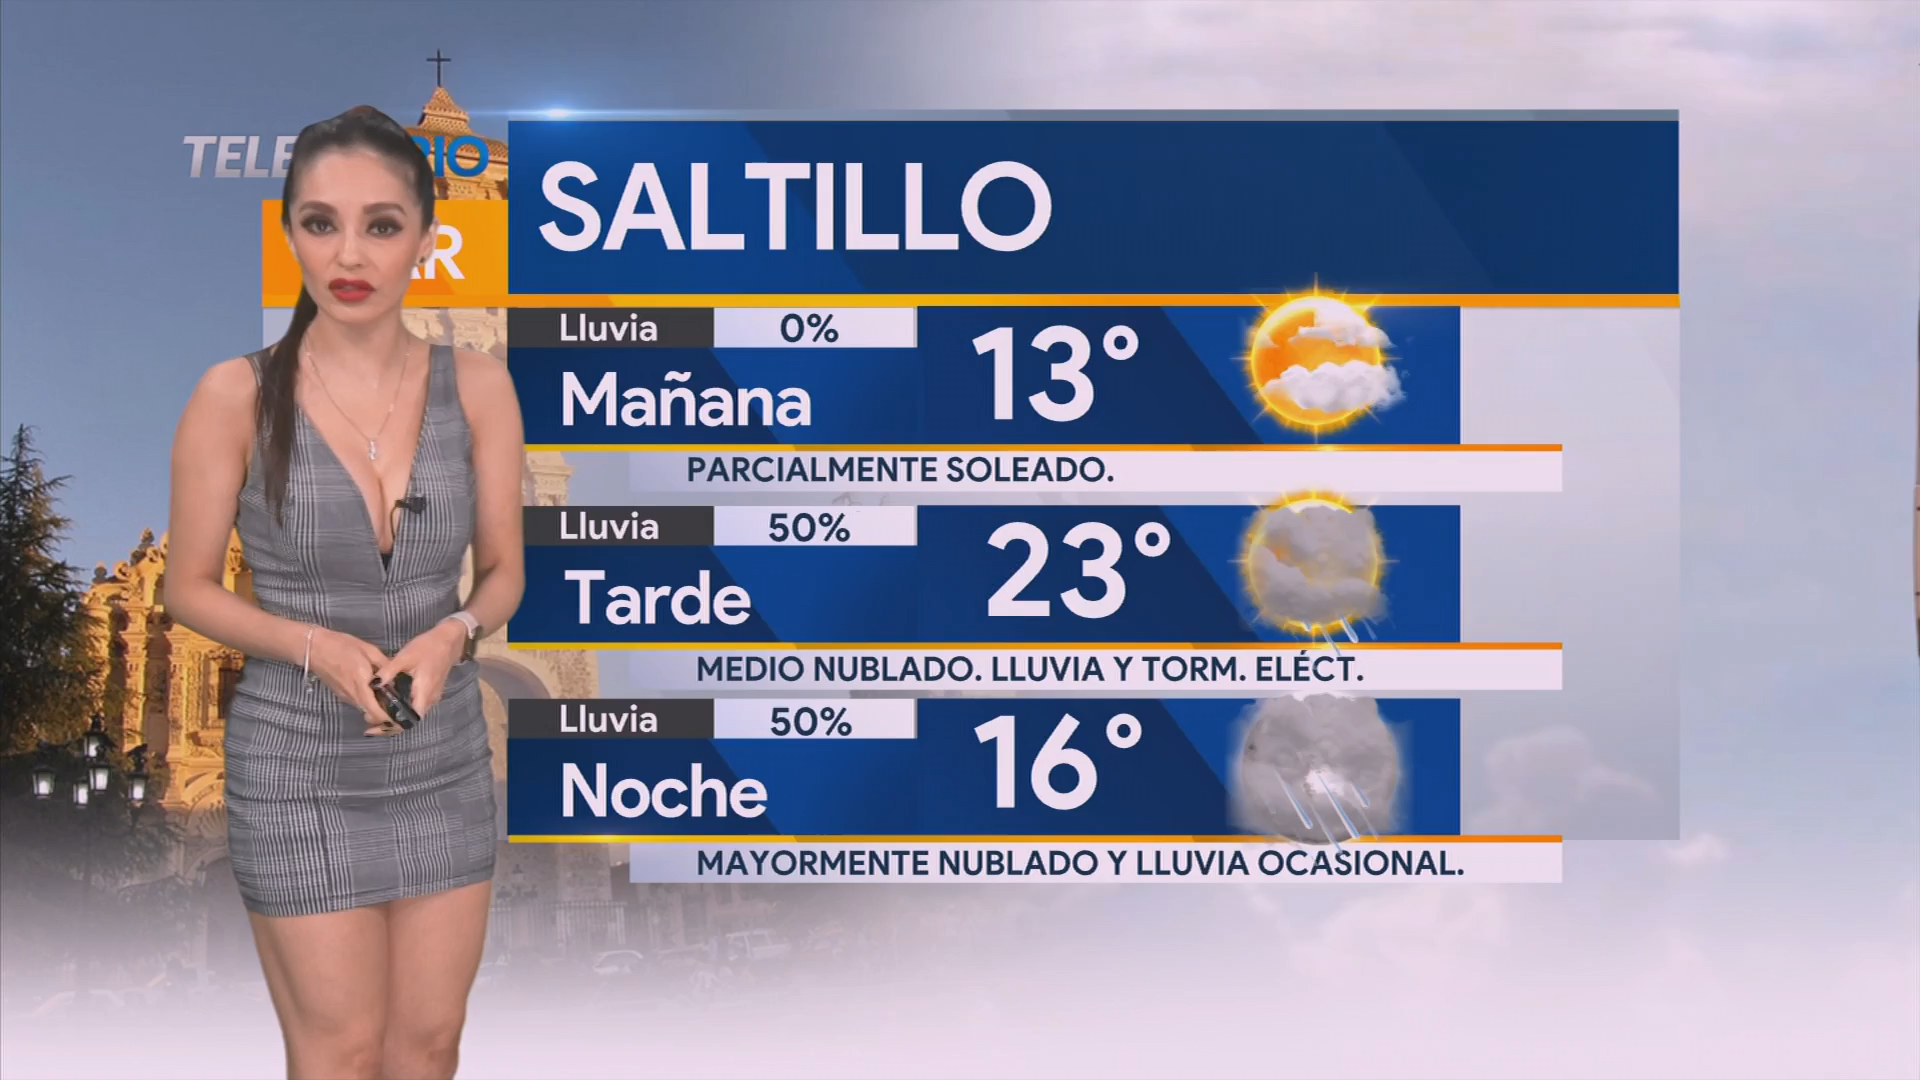 SALTILLO
Lluvia 0%
Mañana 13°
PARCIALMENTE SOLEADO.
Lluvia 50%
Tarde 23°
MEDIO NUBLADO. LLUVIA Y TORM. ELÉCT.
Lluvia 50%
Noche 16°
MAYORMENTE NUBLADO Y LLUVIA OCASIONAL.